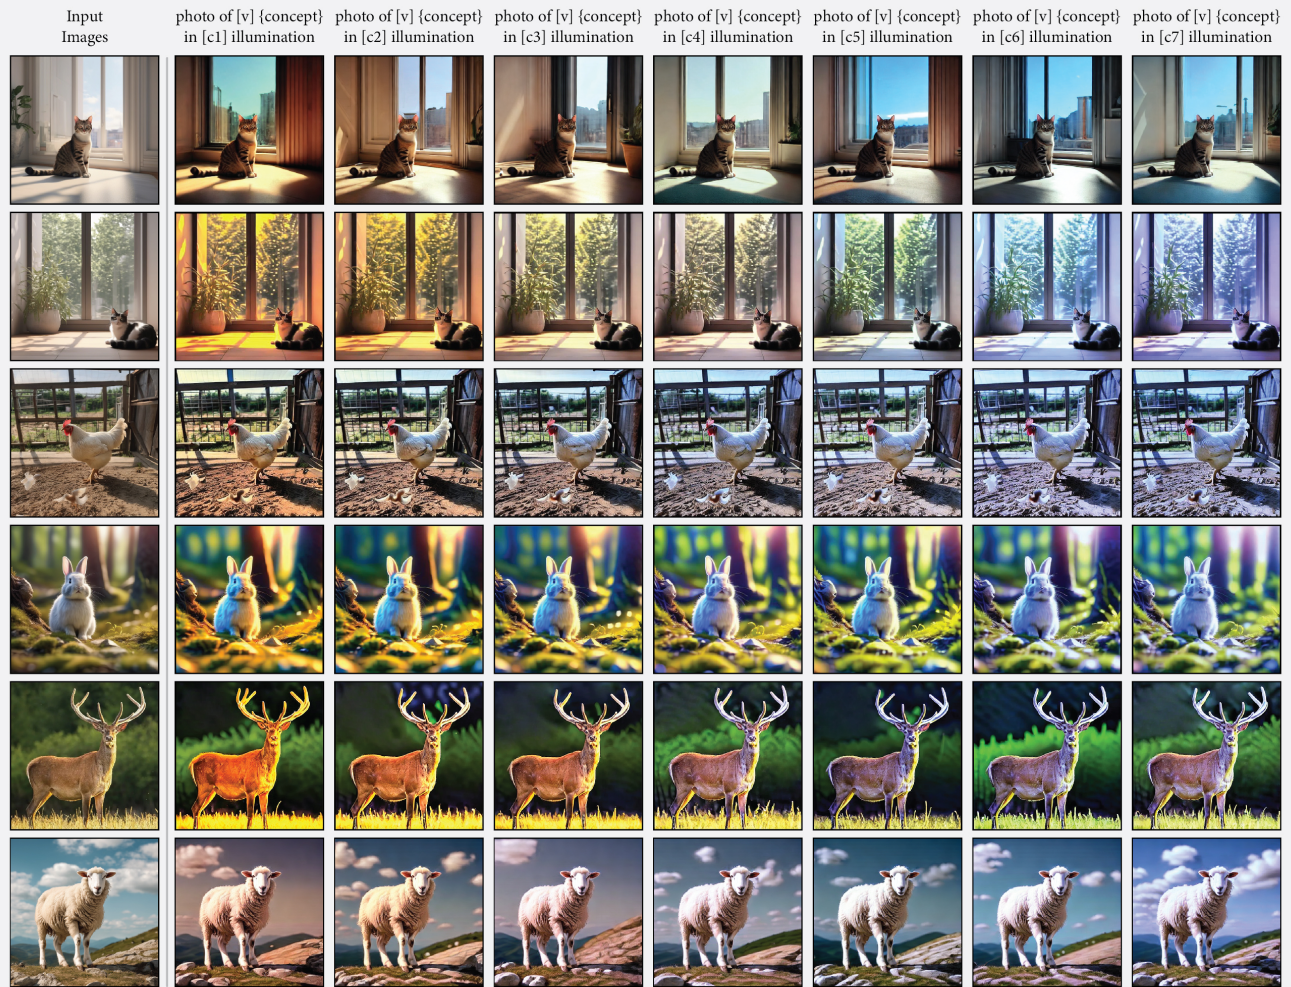 Input
Images
photo of [v] {concept}
in [c1] illumination
photo of [v] {concept}
in [c2] illumination
photo of [v] {concept}
in [c3] illumination
photo of [v] {concept}
in [c4] illumination
photo of [v] {concept}
in [c5] illumination
photo of [v] {concept}
in [c6] illumination
photo of [v] {concept}
in [c7] illumination